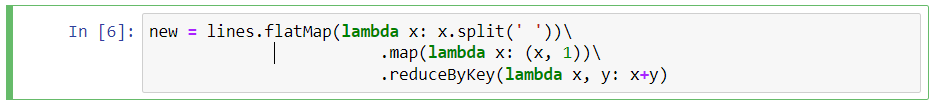 In [6]: new = lines.flatMap(lambda x: x.split(' '))\
.map(lambda x: (x, 1))\
.reduceByKey(lambda x, y: x+y)